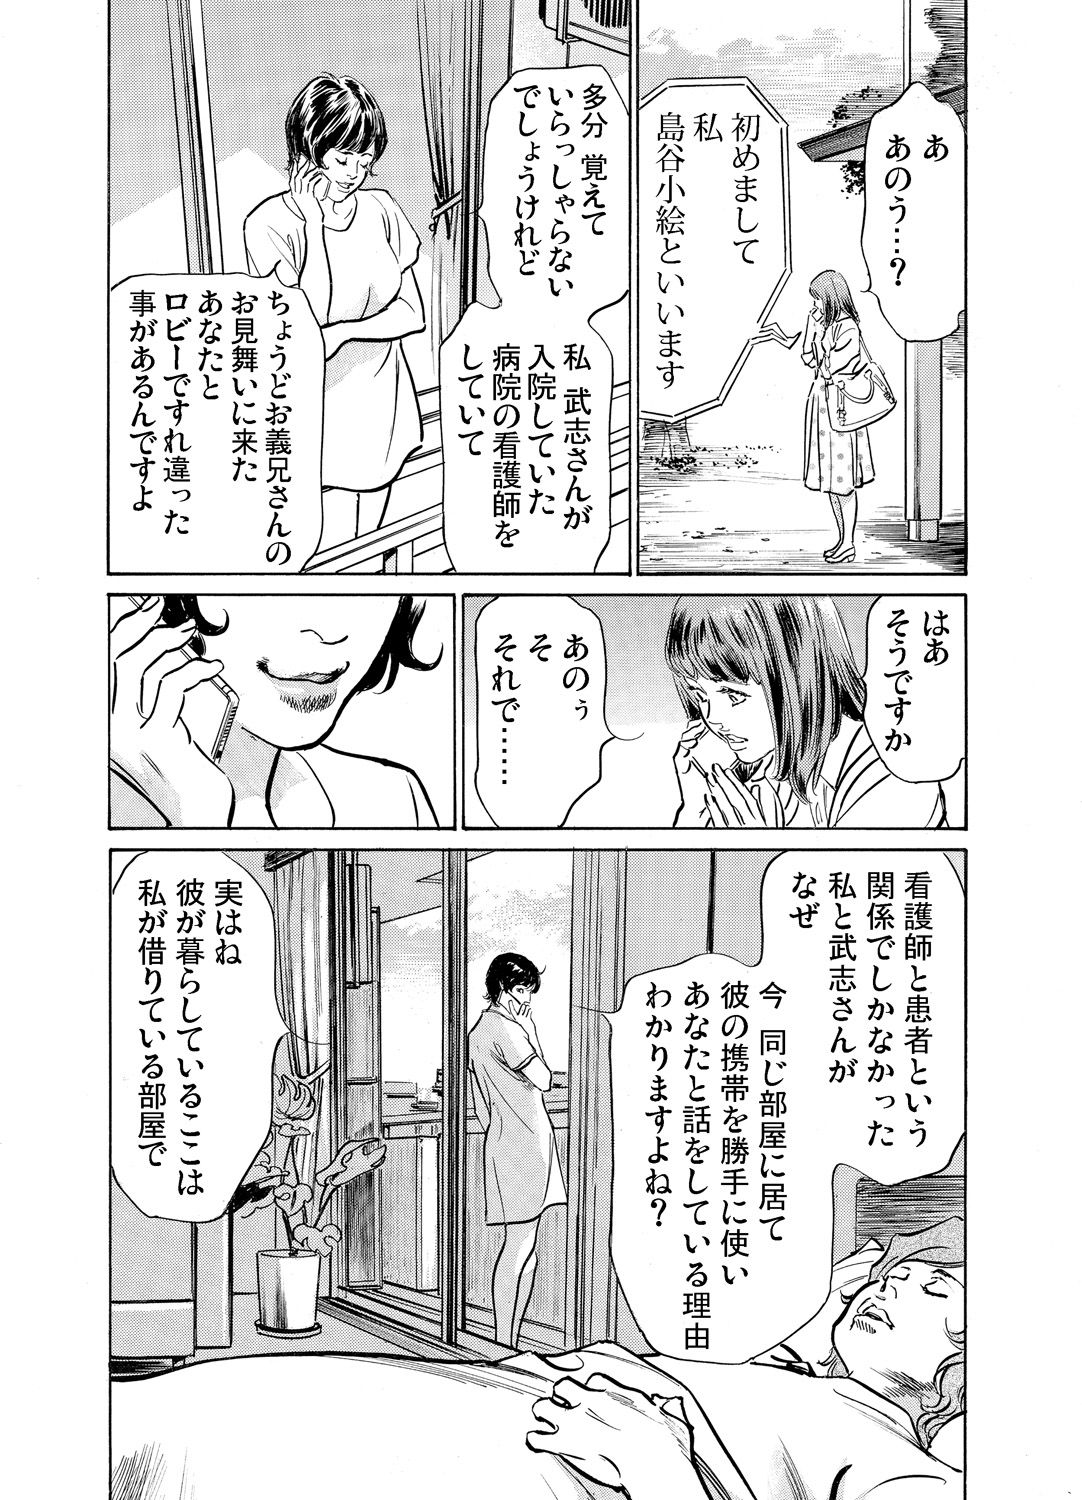 あ
あのう…?
初めまして
私
島谷小絵といいます
多分 覚えて
いらっしゃらない
でしょうけれど
私 武志さんが
入院していた
病院の看護師を
していて
ちょうどお義兄さんの
お見舞いに来た
あなたと
ロビーですれ違った
事があるんですよ
はあ
そうですか
あのぅ
そ
それで……
看護師と患者という
関係でしかなかった
私と武志さんが
なぜ
今 同じ部屋に居て
彼の携帯を勝手に使い
あなたと話をしている理由
わかりますよね?
実はね
彼が暮らしているここは
私が借りている部屋で